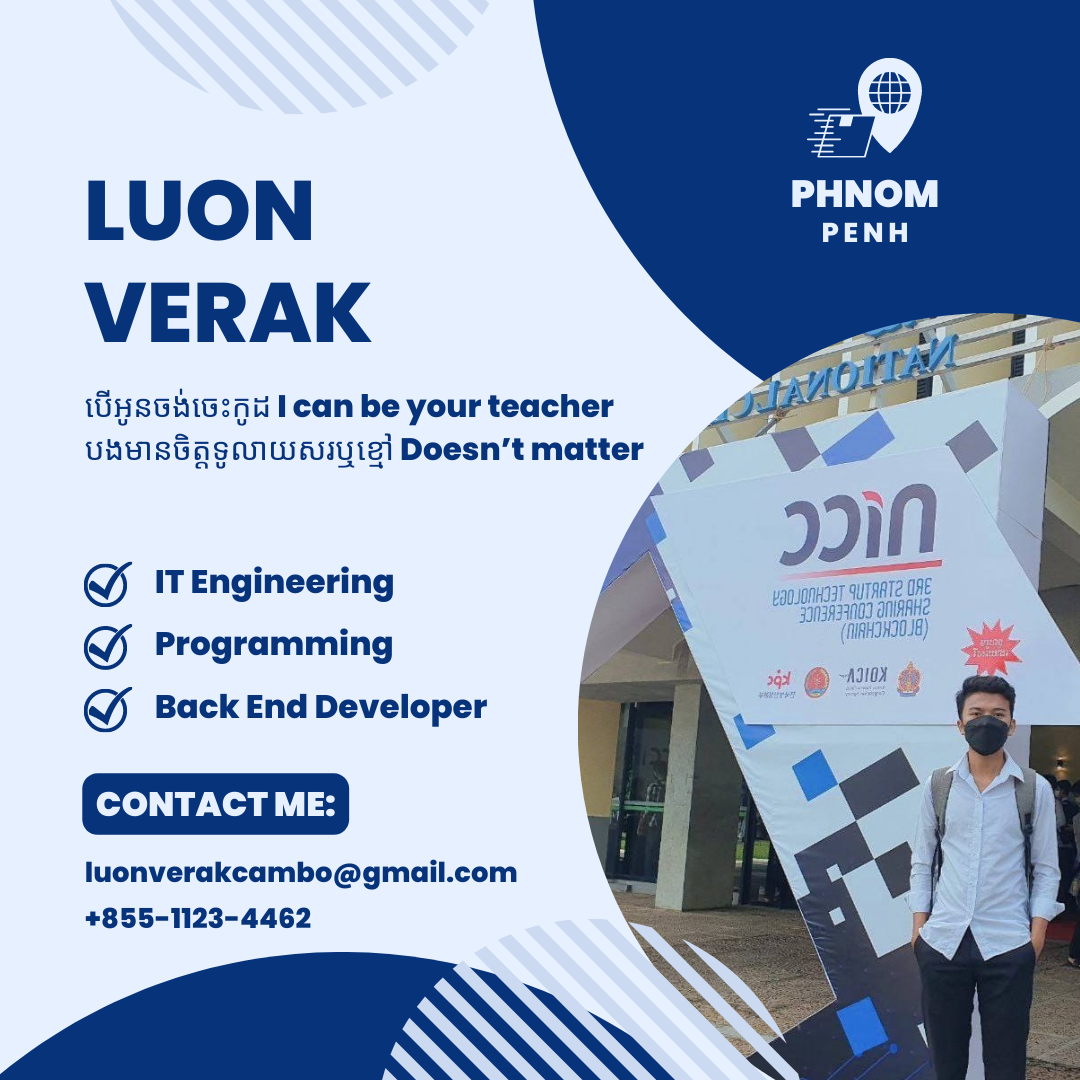 PHNOM
PENH
LUON
VERAK
បើអូនចង់ចេះកូដ I can be your teacher
បងមានចិត្តទូលាយសរឬខ្មៅ Doesn’t matter
IT Engineering
Programming
Back End Developer
CONTACT ME:
luonverakcambo@gmail.com
+855-1123-4462
NATIONAL
nicc
3RD STARTUP TECHNOLOGY
SHARING CONFERENCE
(BLOCKCHAIN)
KOICA
kpc